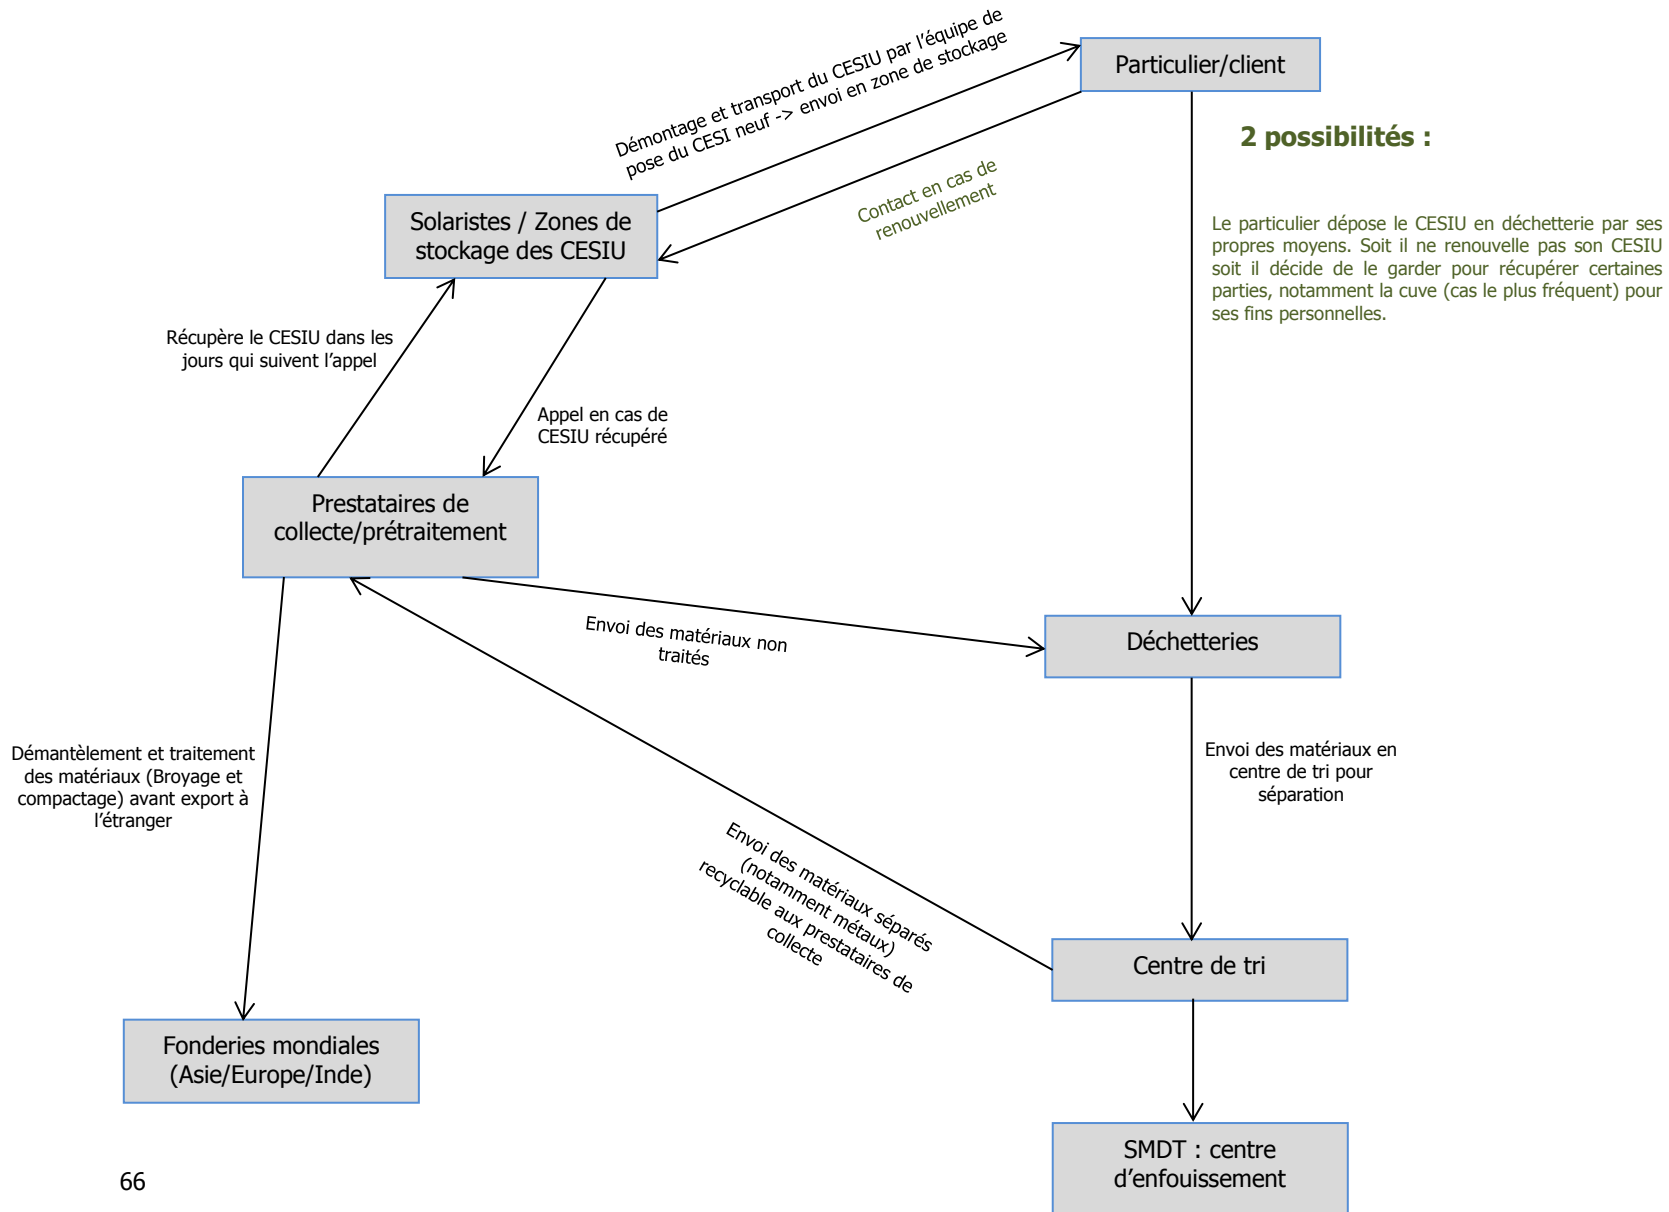 Démontage et transport du CESIU par l'équipe de
pose du CESI neuf -> envoi en zone de stockage
Particulier/client
2 possibilités :
Contact en cas de
renouvellement
Solaristes / Zones de
stockage des CESIU
Le particulier dépose le CESIU en déchetterie par ses
propres moyens. Soit il ne renouvelle pas son CESIU
soit il décide de le garder pour récupérer certaines
parties, notamment la cuve (cas le plus fréquent) pour
ses fins personnelles.
Récupère le CESIU dans les
jours qui suivent l'appel
Appel en cas de
CESIU récupéré
Prestataires de
collecte/prétraitement
Envoi des matériaux non
traités
Déchetteries
Démantèlement et traitement
des matériaux (Broyage et
compactage) avant export à
l'étranger
Envoi des matériaux en
centre de tri pour
séparation
Envoi des matériaux séparés
(notamment métaux)
recyclable aux prestataires de
collecte
Centre de tri
Fonderies mondiales
(Asie/Europe/Inde)
SMDT : centre
d'enfouissement
66